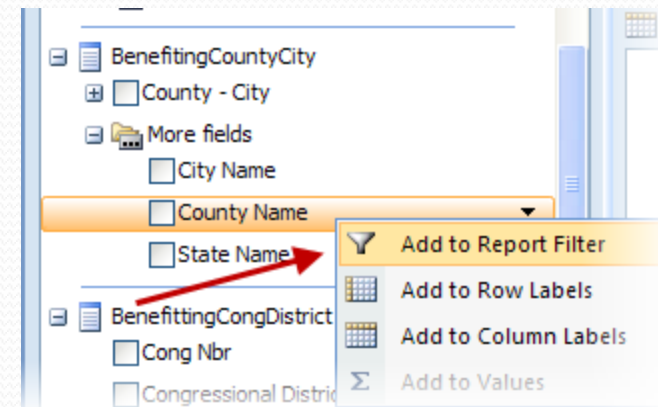 BenefitingCountyCity
County - City
More fields
City Name
County Name
State Name
Add to Report Filter
Add to Row Labels
BenefittingCongDistrict
Add to Column Labels
Cong Nbr
Add to Values
Congressional Distric